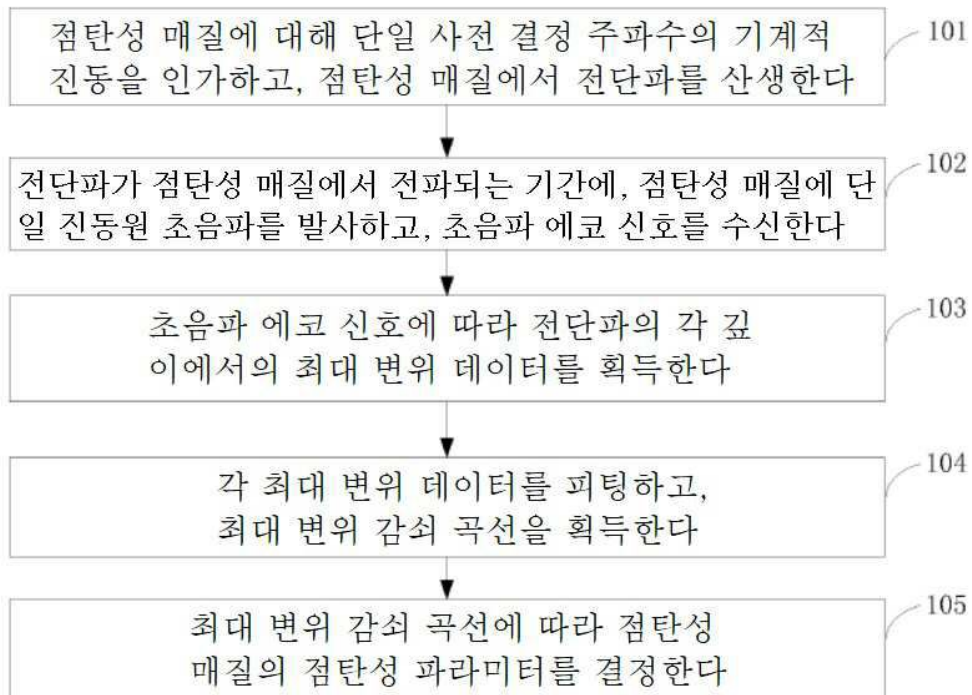 점탄성 매질에 대해 단일 사전 결정 주파수의 기계적
진동을 인가하고, 점탄성 매질에서 전단파를 산생한다
101
전단파가 점탄성 매질에서 전파되는 기간에, 점탄성 매질에 단
일 진동원 초음파를 발사하고, 초음파 에코 신호를 수신한다
102
초음파 에코 신호에 따라 전단파의 각 깊
이에서의 최대 변위 데이터를 획득한다
103
각 최대 변위 데이터를 피팅하고,
최대 변위 감쇠 곡선을 획득한다
104
최대 변위 감쇠 곡선에 따라 점탄성
매질의 점탄성 파라미터를 결정한다
105